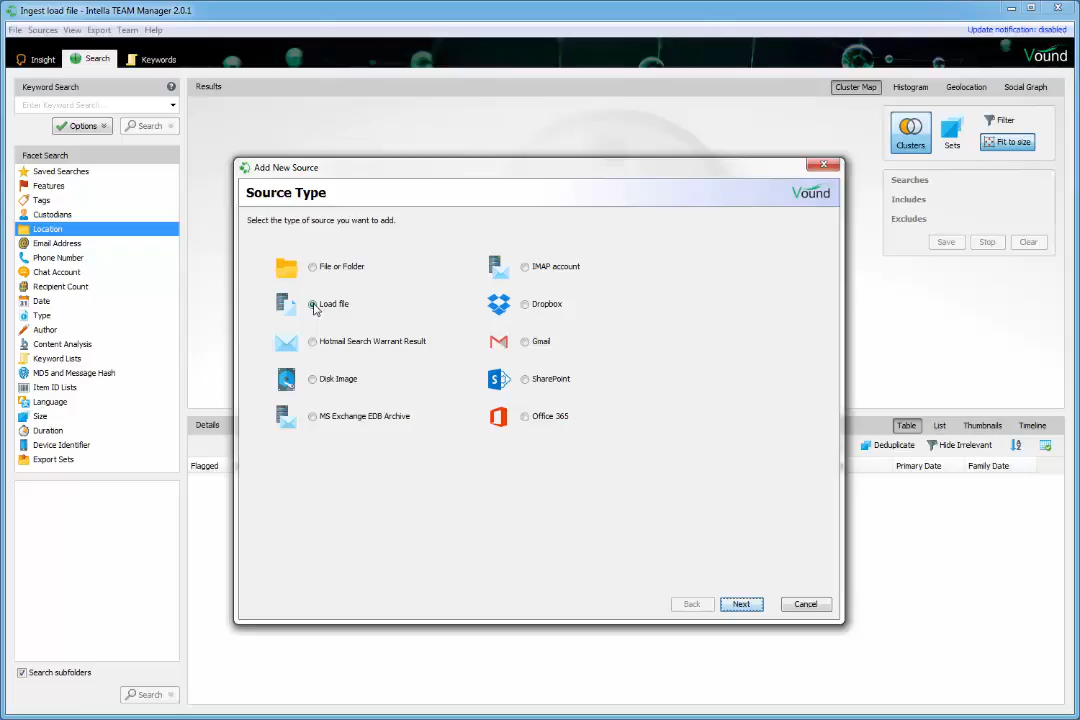 Ingest load file - Intella TEAM Manager 2.0.1
File Sources View Export Team Help
Update notification: disabled
Insight Search Keywords
Vound
Keyword Search
Enter Keyword Search...
Options Search
Facet Search
Saved Searches
Features
Tags
Custodians
Location
Email Address
Phone Number
Chat Account
Recipient Count
Date
Type
Author
Content Analysis
Keyword Lists
MD5 and Message Hash
Item ID Lists
Language
Size
Duration
Device Identifier
Export Sets
Search subfolders
Search
Results
Cluster Map Histogram Geolocation Social Graph
Clusters
Sets
Filter
Fit to size
Searches
Includes
Excludes
Save Stop Clear
Details
Table List Thumbnails Timeline
Deduplicate Hide Irrelevant
Flagged
Primary Date Family Date
Add New Source
Source Type
Vound
Select the type of source you want to add.
File or Folder
Load file
Hotmail Search Warrant Result
Disk Image
MS Exchange EDB Archive
IMAP account
Dropbox
Gmail
SharePoint
Office 365
Back Next Cancel